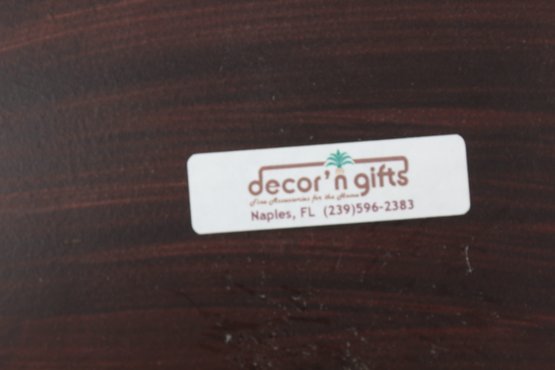 decor'n gifts
Fine Accessories for the Home
Naples, FL (239)596-2383